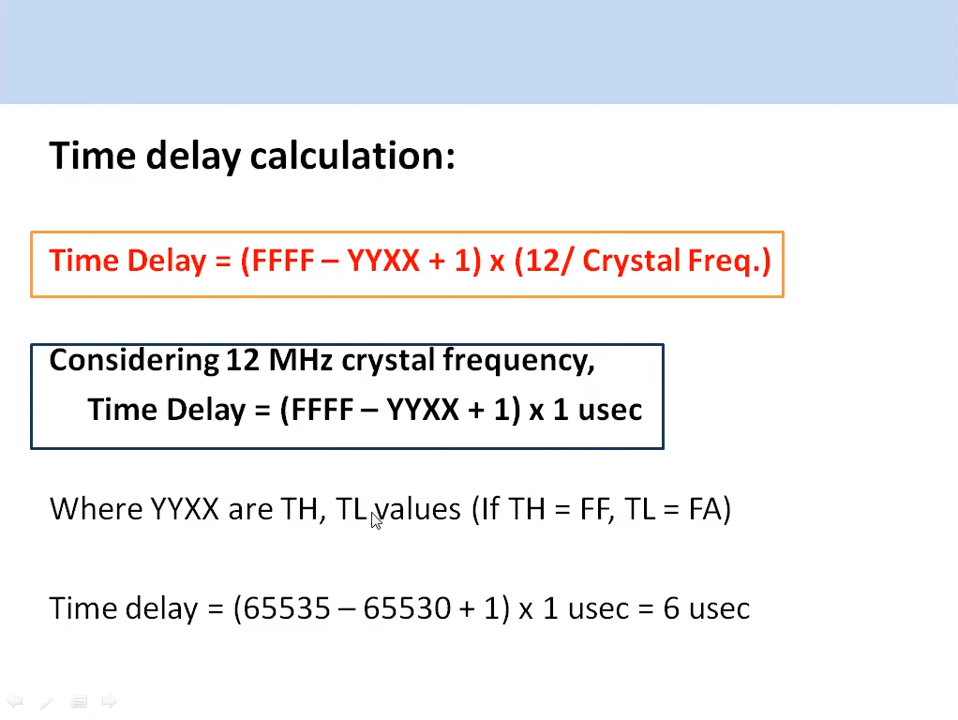 Time delay calculation:
Time Delay = (FFFF – YYXX + 1) x (12/ Crystal Freq.)
Considering 12 MHz crystal frequency,
Time Delay = (FFFF – YYXX + 1) x 1 usec
Where YYXX are TH, TL values (If TH = FF, TL = FA)
Time delay = (65535 – 65530 + 1) x 1 usec = 6 usec